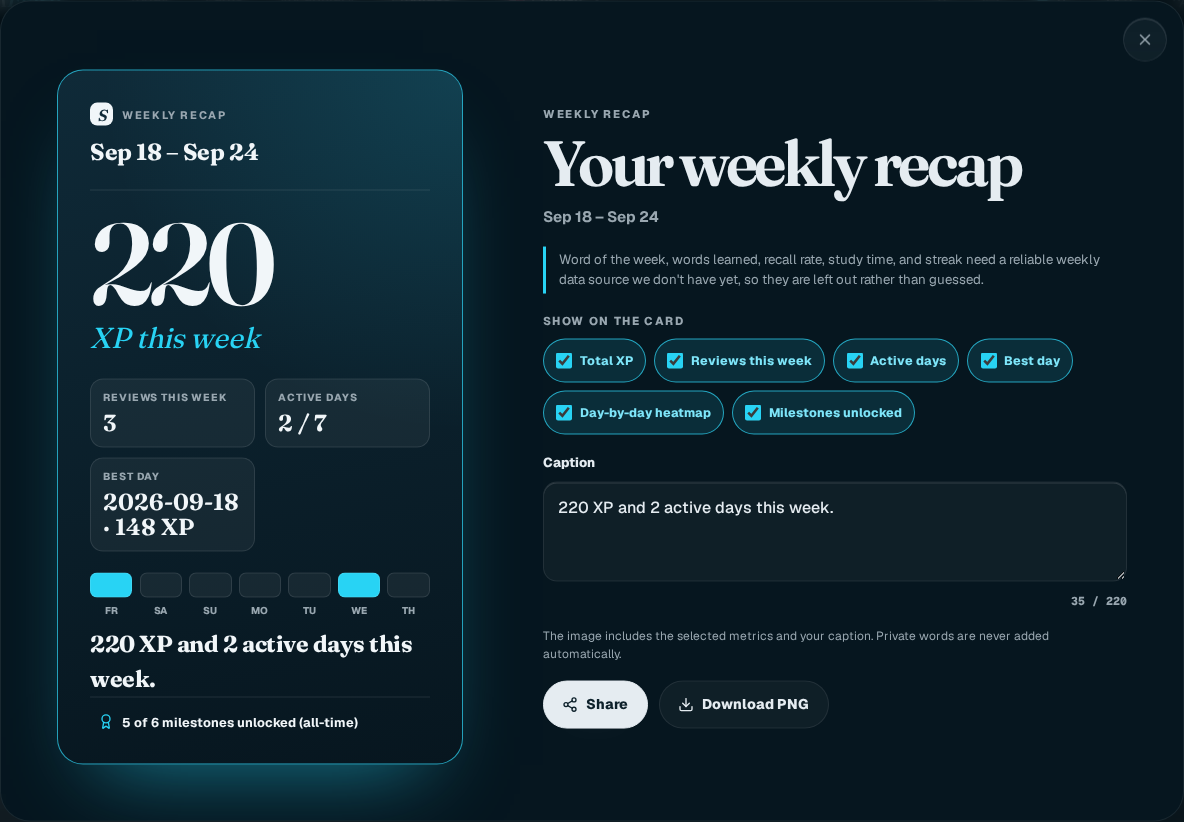 S WEEKLY RECAP
Sep 18 – Sep 24
220
XP this week
REVIEWS THIS WEEK
3
ACTIVE DAYS
2 / 7
BEST DAY
2026-09-18
· 148 XP
FR SA SU MO TU WE TH
220 XP and 2 active days this
week.
5 of 6 milestones unlocked (all-time)
WEEKLY RECAP
Your weekly recap
Sep 18 – Sep 24
Word of the week, words learned, recall rate, study time, and streak need a reliable weekly
data source we don't have yet, so they are left out rather than guessed.
SHOW ON THE CARD
Total XP
Reviews this week
Active days
Best day
Day-by-day heatmap
Milestones unlocked
Caption
220 XP and 2 active days this week.
35 / 220
The image includes the selected metrics and your caption. Private words are never added
automatically.
Share
Download PNG